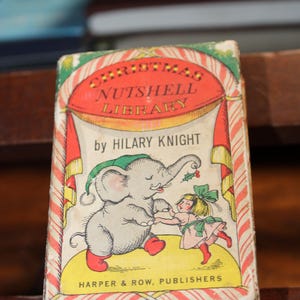 CHRISTMAS
NUTSHELL
LIBRARY
by HILARY KNIGHT
HARPER & ROW, PUBLISHERS